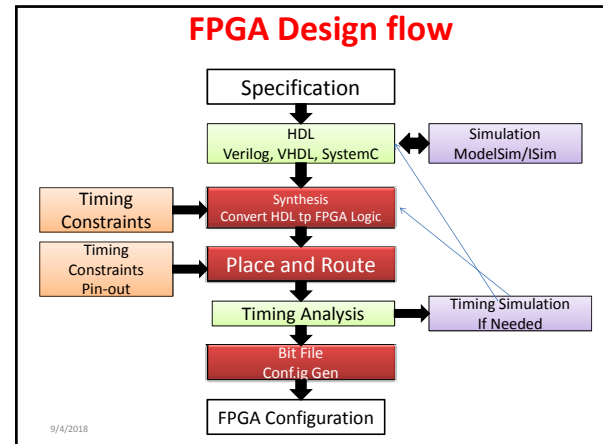 FPGA Design flow
Specification
HDL
Verilog, VHDL, SystemC
Simulation
ModelSim/ISim
Timing
Constraints
Synthesis
Convert HDL tp FPGA Logic
Timing
Constraints
Pin-out
Place and Route
Timing Analysis
Timing Simulation
If Needed
Bit File
Conf.ig Gen
FPGA Configuration
9/4/2018